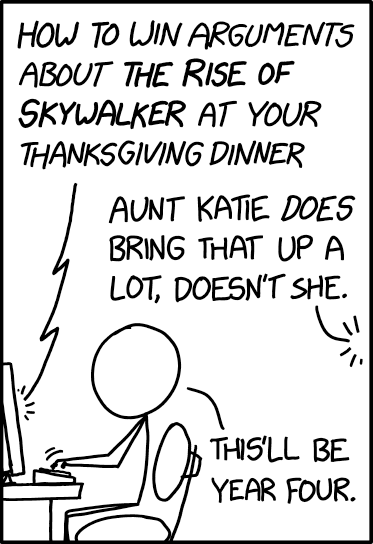 HOW TO WIN ARGUMENTS
ABOUT THE RISE OF
SKYWALKER AT YOUR
THANKSGIVING DINNER
AUNT KATIE DOES
BRING THAT UP A
LOT, DOESN'T SHE.
THIS'LL BE
YEAR FOUR.